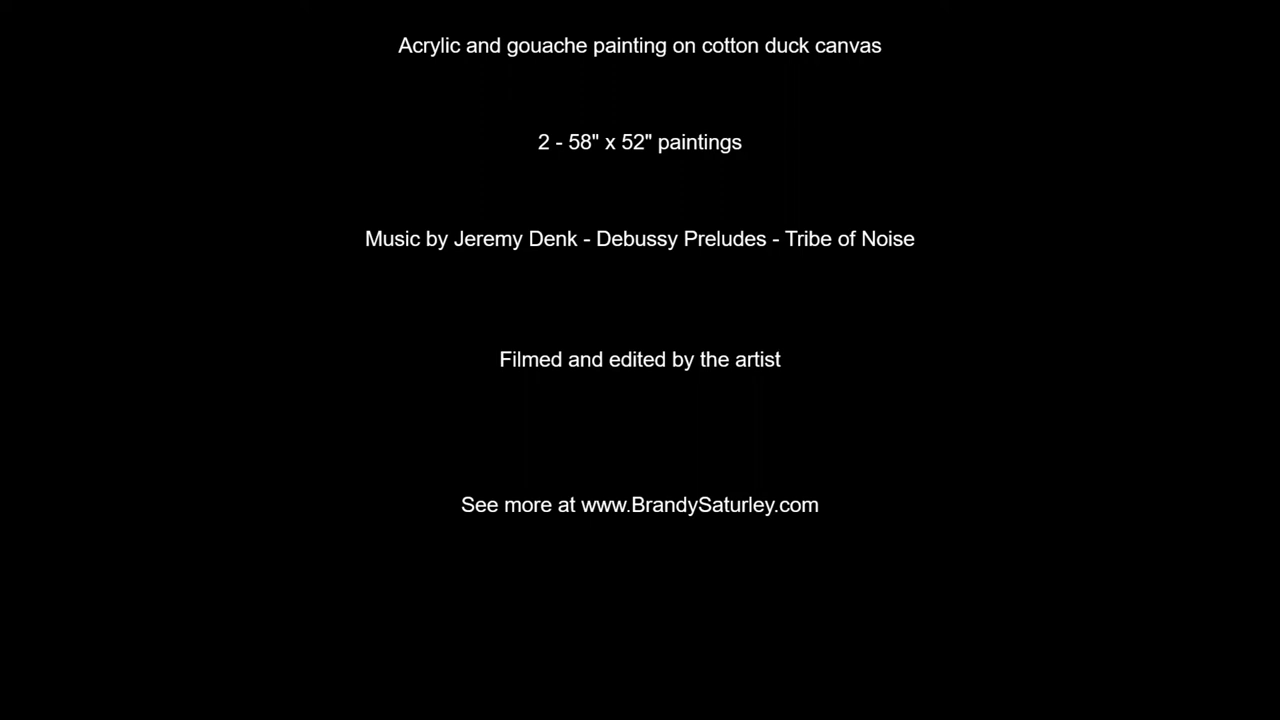 Acrylic and gouache painting on cotton duck canvas
2 - 58" x 52" paintings
Music by Jeremy Denk - Debussy Preludes - Tribe of Noise
Filmed and edited by the artist
See more at www.BrandySaturley.com